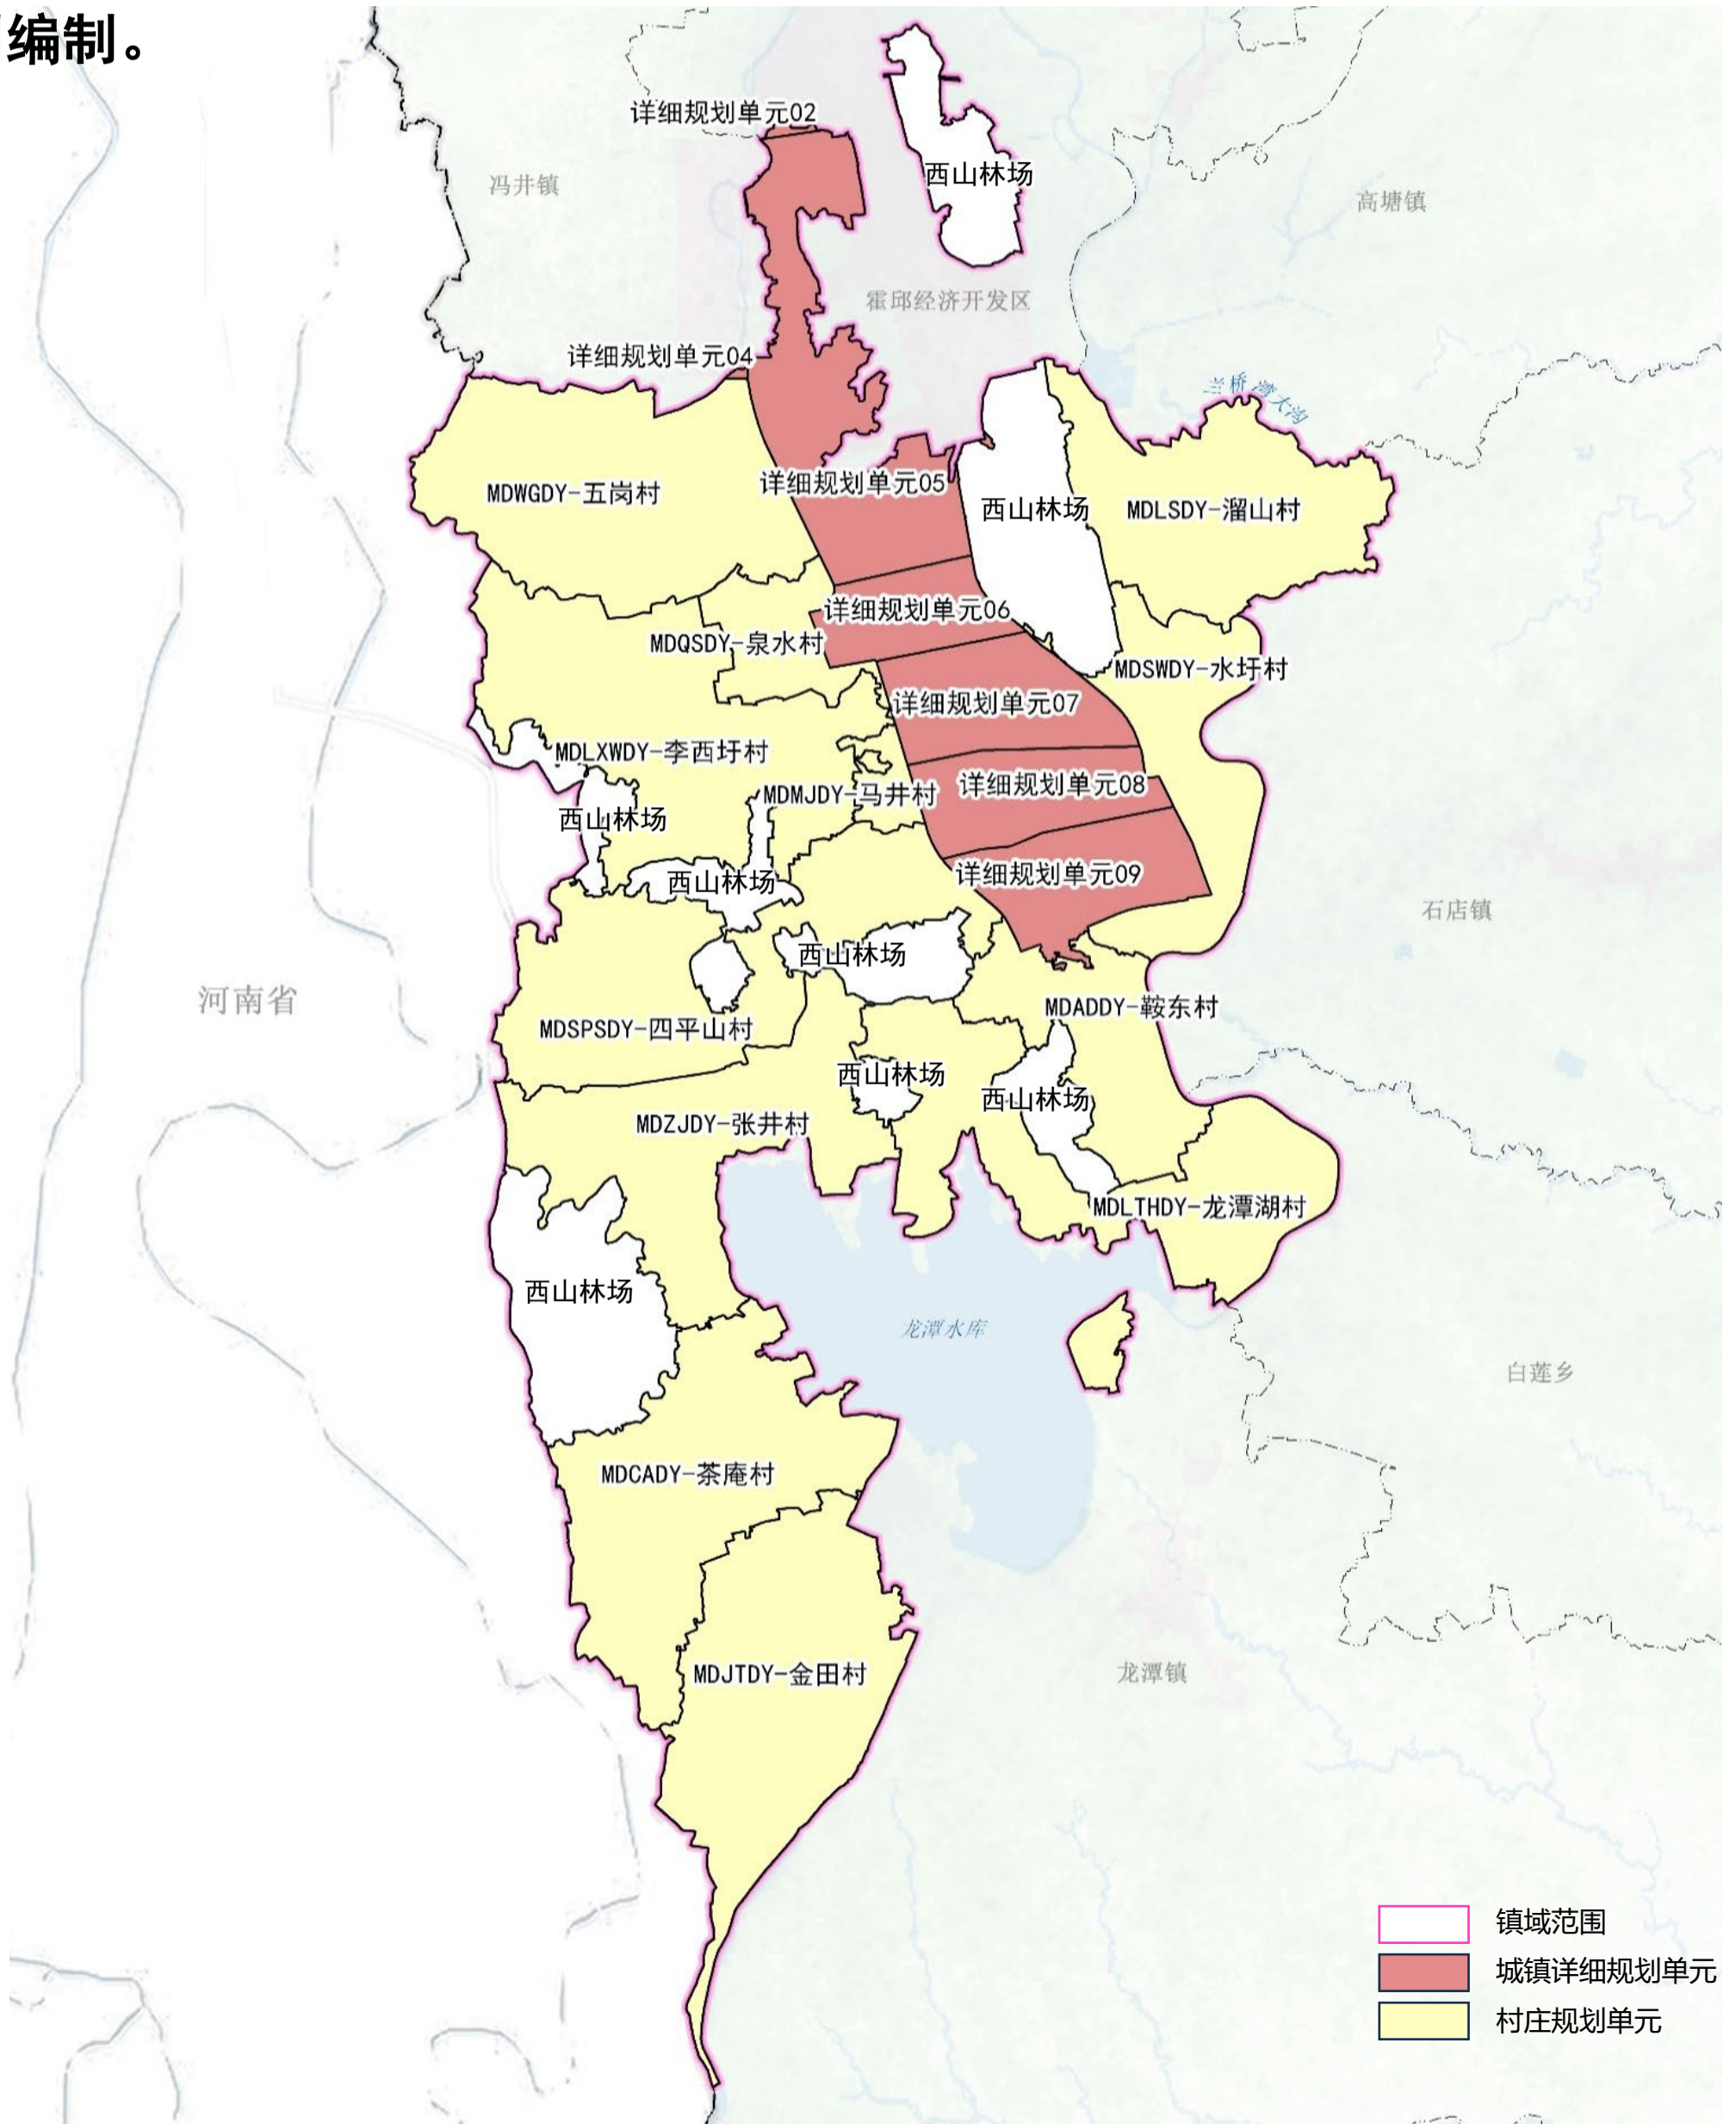 编制。
详细规划单元02
西山林场
冯井镇
高塘镇
霍邱经济开发区
详细规划单元04
兰桥湾大沟
详细规划单元05
MDWGDY-五岗村
西山林场
MDLSDY-溜山村
详细规划单元06
MDQSDY-泉水村
MDSWDY-水圩村
详细规划单元07
MDLXWDY-李西圩村
详细规划单元08
MDMJDY-马井村
西山林场
详细规划单元09
西山林场
石店镇
西山林场
河南省
MDADDY-鞍东村
MDSPSDY-四平山村
西山林场
西山林场
MDZJDY-张井村
MDLTHDY-龙潭湖村
西山林场
龙潭水库
白莲乡
MDCADY-茶庵村
龙潭镇
MDJTDY-金田村
镇域范围
城镇详细规划单元
村庄规划单元